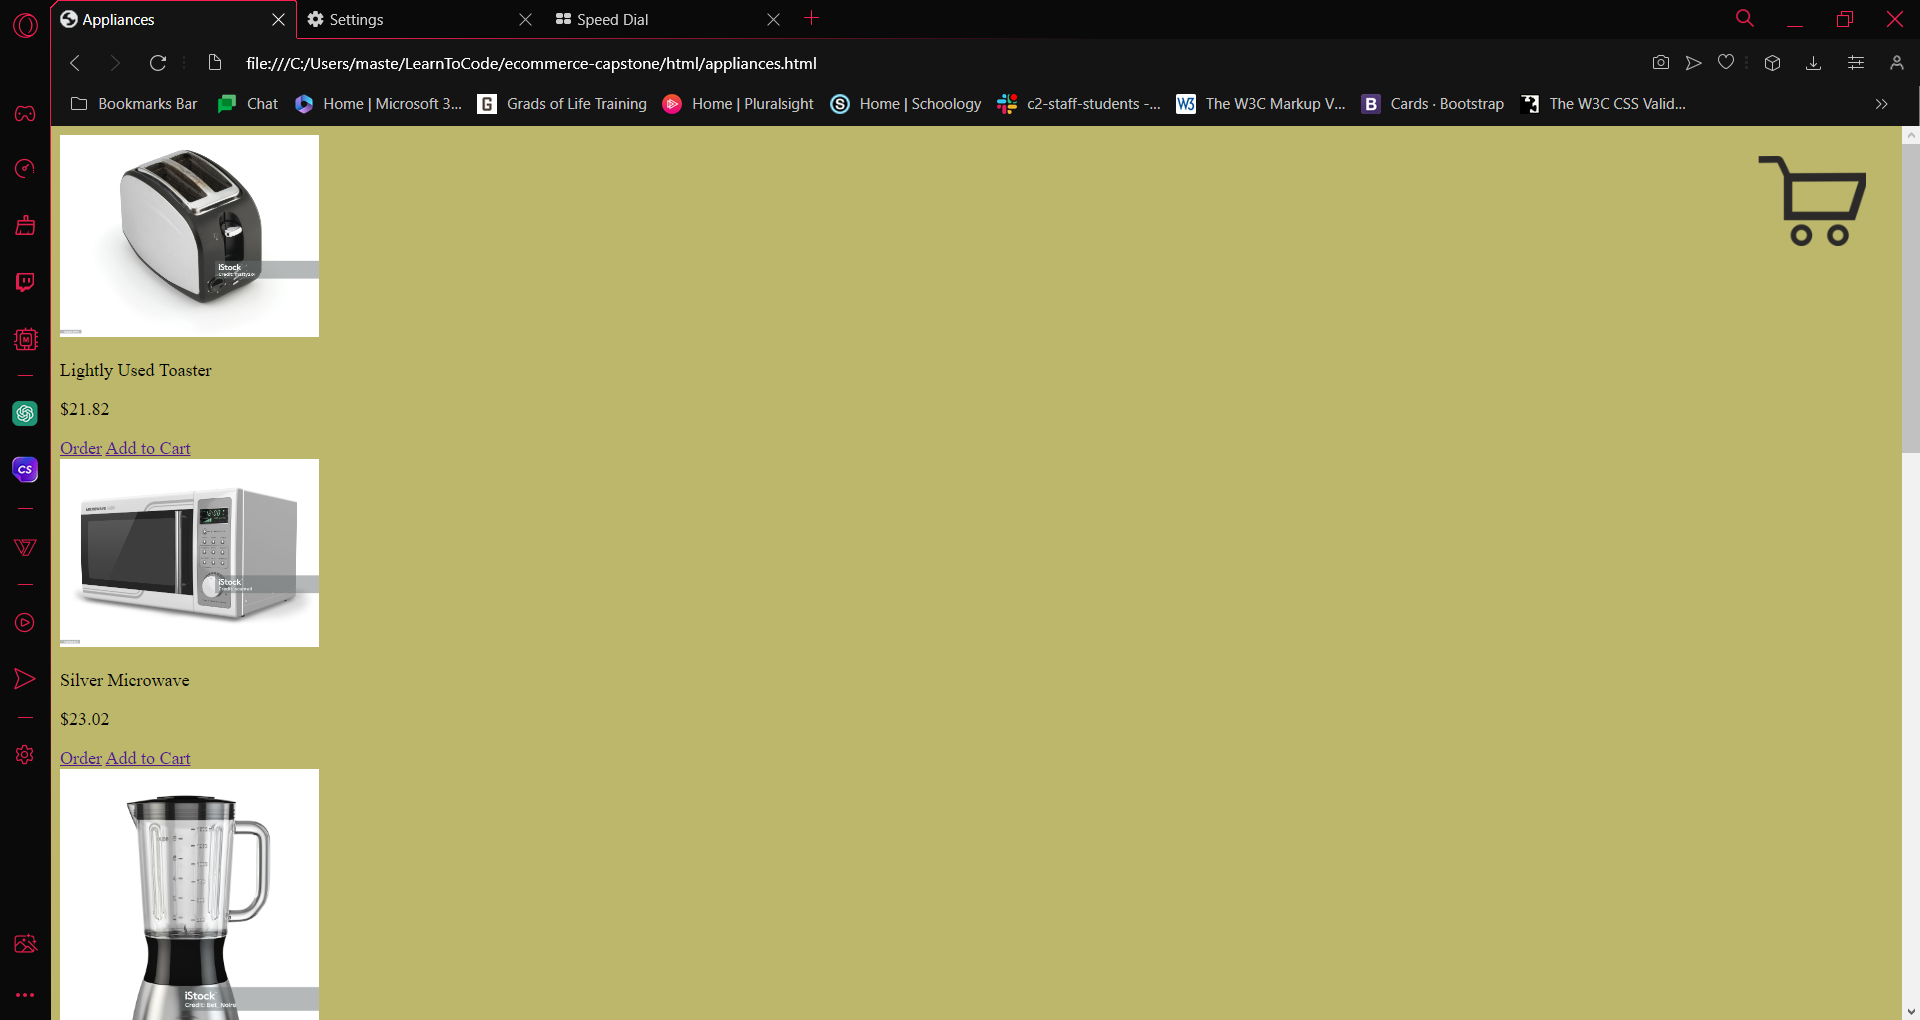 Appliances
Settings
Speed Dial
file:///C:/Users/maste/LearnToCode/ecommerce-capstone/html/appliances.html
Bookmarks Bar
Chat
Home | Microsoft 3...
G
Grads of Life Training
Home | Pluralsight
S
Home | Schoology
c2-staff-students -...
W3
The W3C Markup V...
B
Cards · Bootstrap
The W3C CSS Valid...
M
CS
iStock
Lightly Used Toaster
$21.82
Order Add to Cart
iStock
Silver Microwave
$23.02
Order Add to Cart
iStock